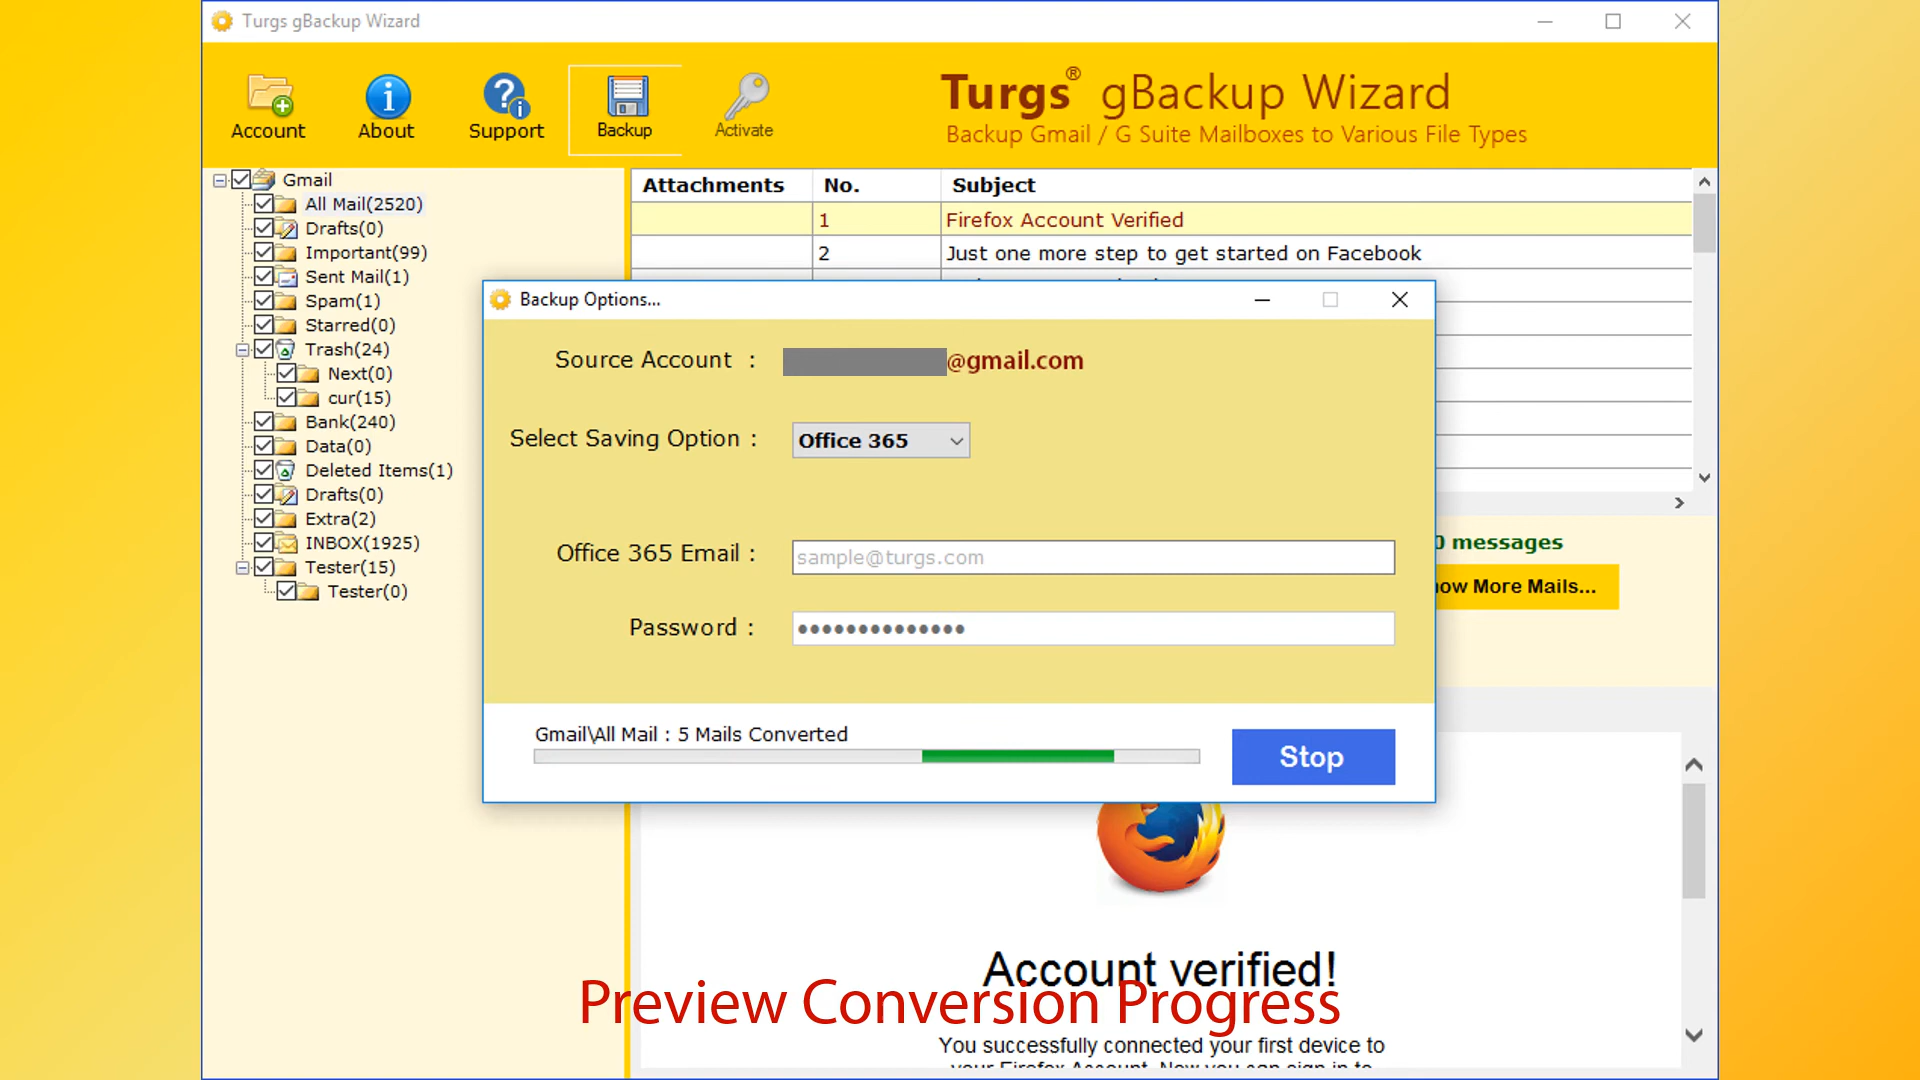 Turgs gBackup Wizard
Account
About
Support
Backup
Activate
Turgs® gBackup Wizard
Backup Gmail / G Suite Mailboxes to Various File Types
Gmail
All Mail(2520)
Drafts(0)
Important(99)
Sent Mail(1)
Spam(1)
Starred(0)
Trash(24)
Next(0)
cur(15)
Bank(240)
Data(0)
Deleted Items(1)
Drafts(0)
Extra(2)
INBOX(1925)
Tester(15)
Tester(0)
Attachments No. Subject
1 Firefox Account Verified
2 Just one more step to get started on Facebook
Backup Options...
Source Account : @gmail.com
Select Saving Option : Office 365
Office 365 Email : sample@turgs.com
Password : ••••••••••••••
Gmail\All Mail : 5 Mails Converted
Stop
0 messages
ow More Mails...
Account verified!
Preview Conversion Progress
You successfully connected your first device to